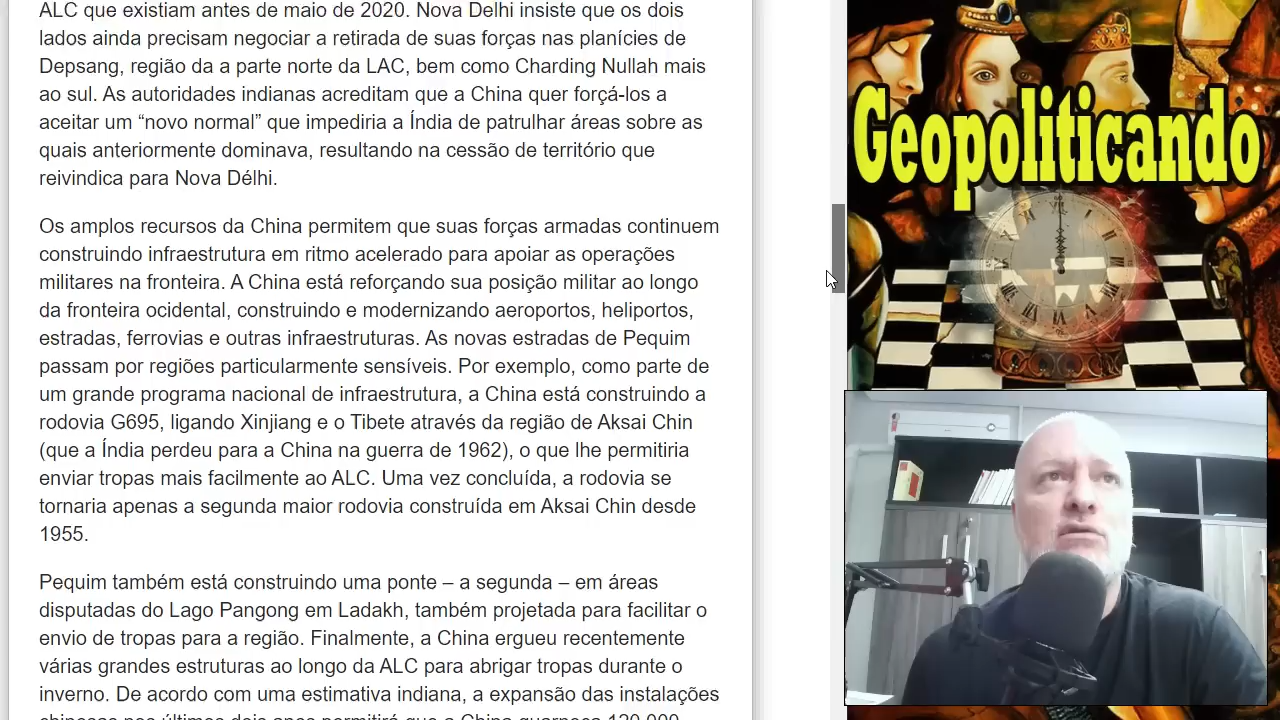 ALC que existiam antes de maio de 2020. Nova Delhi insiste que os dois
lados ainda precisam negociar a retirada de suas forças nas planícies de
Depsang, região da a parte norte da LAC, bem como Charding Nullah mais
ao sul. As autoridades indianas acreditam que a China quer forçá-los a
aceitar um “novo normal” que impediria a Índia de patrulhar áreas sobre as
quais anteriormente dominava, resultando na cessão de território que
reivindica para Nova Délhi.
Os amplos recursos da China permitem que suas forças armadas continuem
construindo infraestrutura em ritmo acelerado para apoiar as operações
militares na fronteira. A China está reforçando sua posição militar ao longo
da fronteira ocidental, construindo e modernizando aeroportos, heliportos,
estradas, ferrovias e outras infraestruturas. As novas estradas de Pequim
passam por regiões particularmente sensíveis. Por exemplo, como parte de
um grande programa nacional de infraestrutura, a China está construindo a
rodovia G695, ligando Xinjiang e o Tibete através da região de Aksai Chin
(que a Índia perdeu para a China na guerra de 1962), o que lhe permitiria
enviar tropas mais facilmente ao ALC. Uma vez concluída, a rodovia se
tornaria apenas a segunda maior rodovia construída em Aksai Chin desde
1955.
Pequim também está construindo uma ponte – a segunda – em áreas
disputadas do Lago Pangong em Ladakh, também projetada para facilitar o
envio de tropas para a região. Finalmente, a China ergueu recentemente
várias grandes estruturas ao longo da ALC para abrigar tropas durante o
inverno. De acordo com uma estimativa indiana, a expansão das instalações
chinesas nos últimos dois anos permitirá que a China guarneça 120.000
Geopoliticando